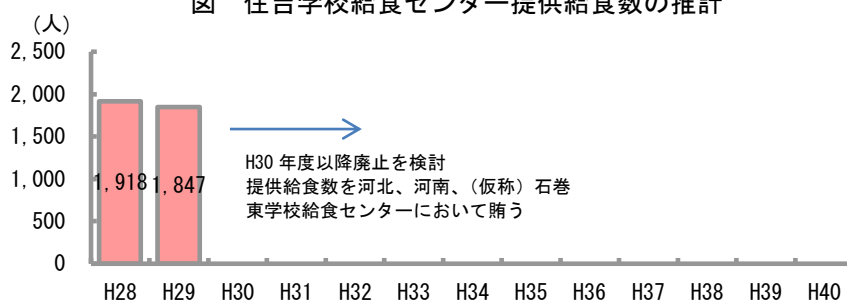 図　住吉学校給食センター提供給食数の推計
(人)
2,500
2,000
1,500
1,000
500
0
1,918
1,847
H30 年度以降廃止を検討
提供給食数を河北、河南、（仮称）石巻
東学校給食センターにおいて賄う
H28 H29 H30 H31 H32 H33 H34 H35 H36 H37 H38 H39 H40